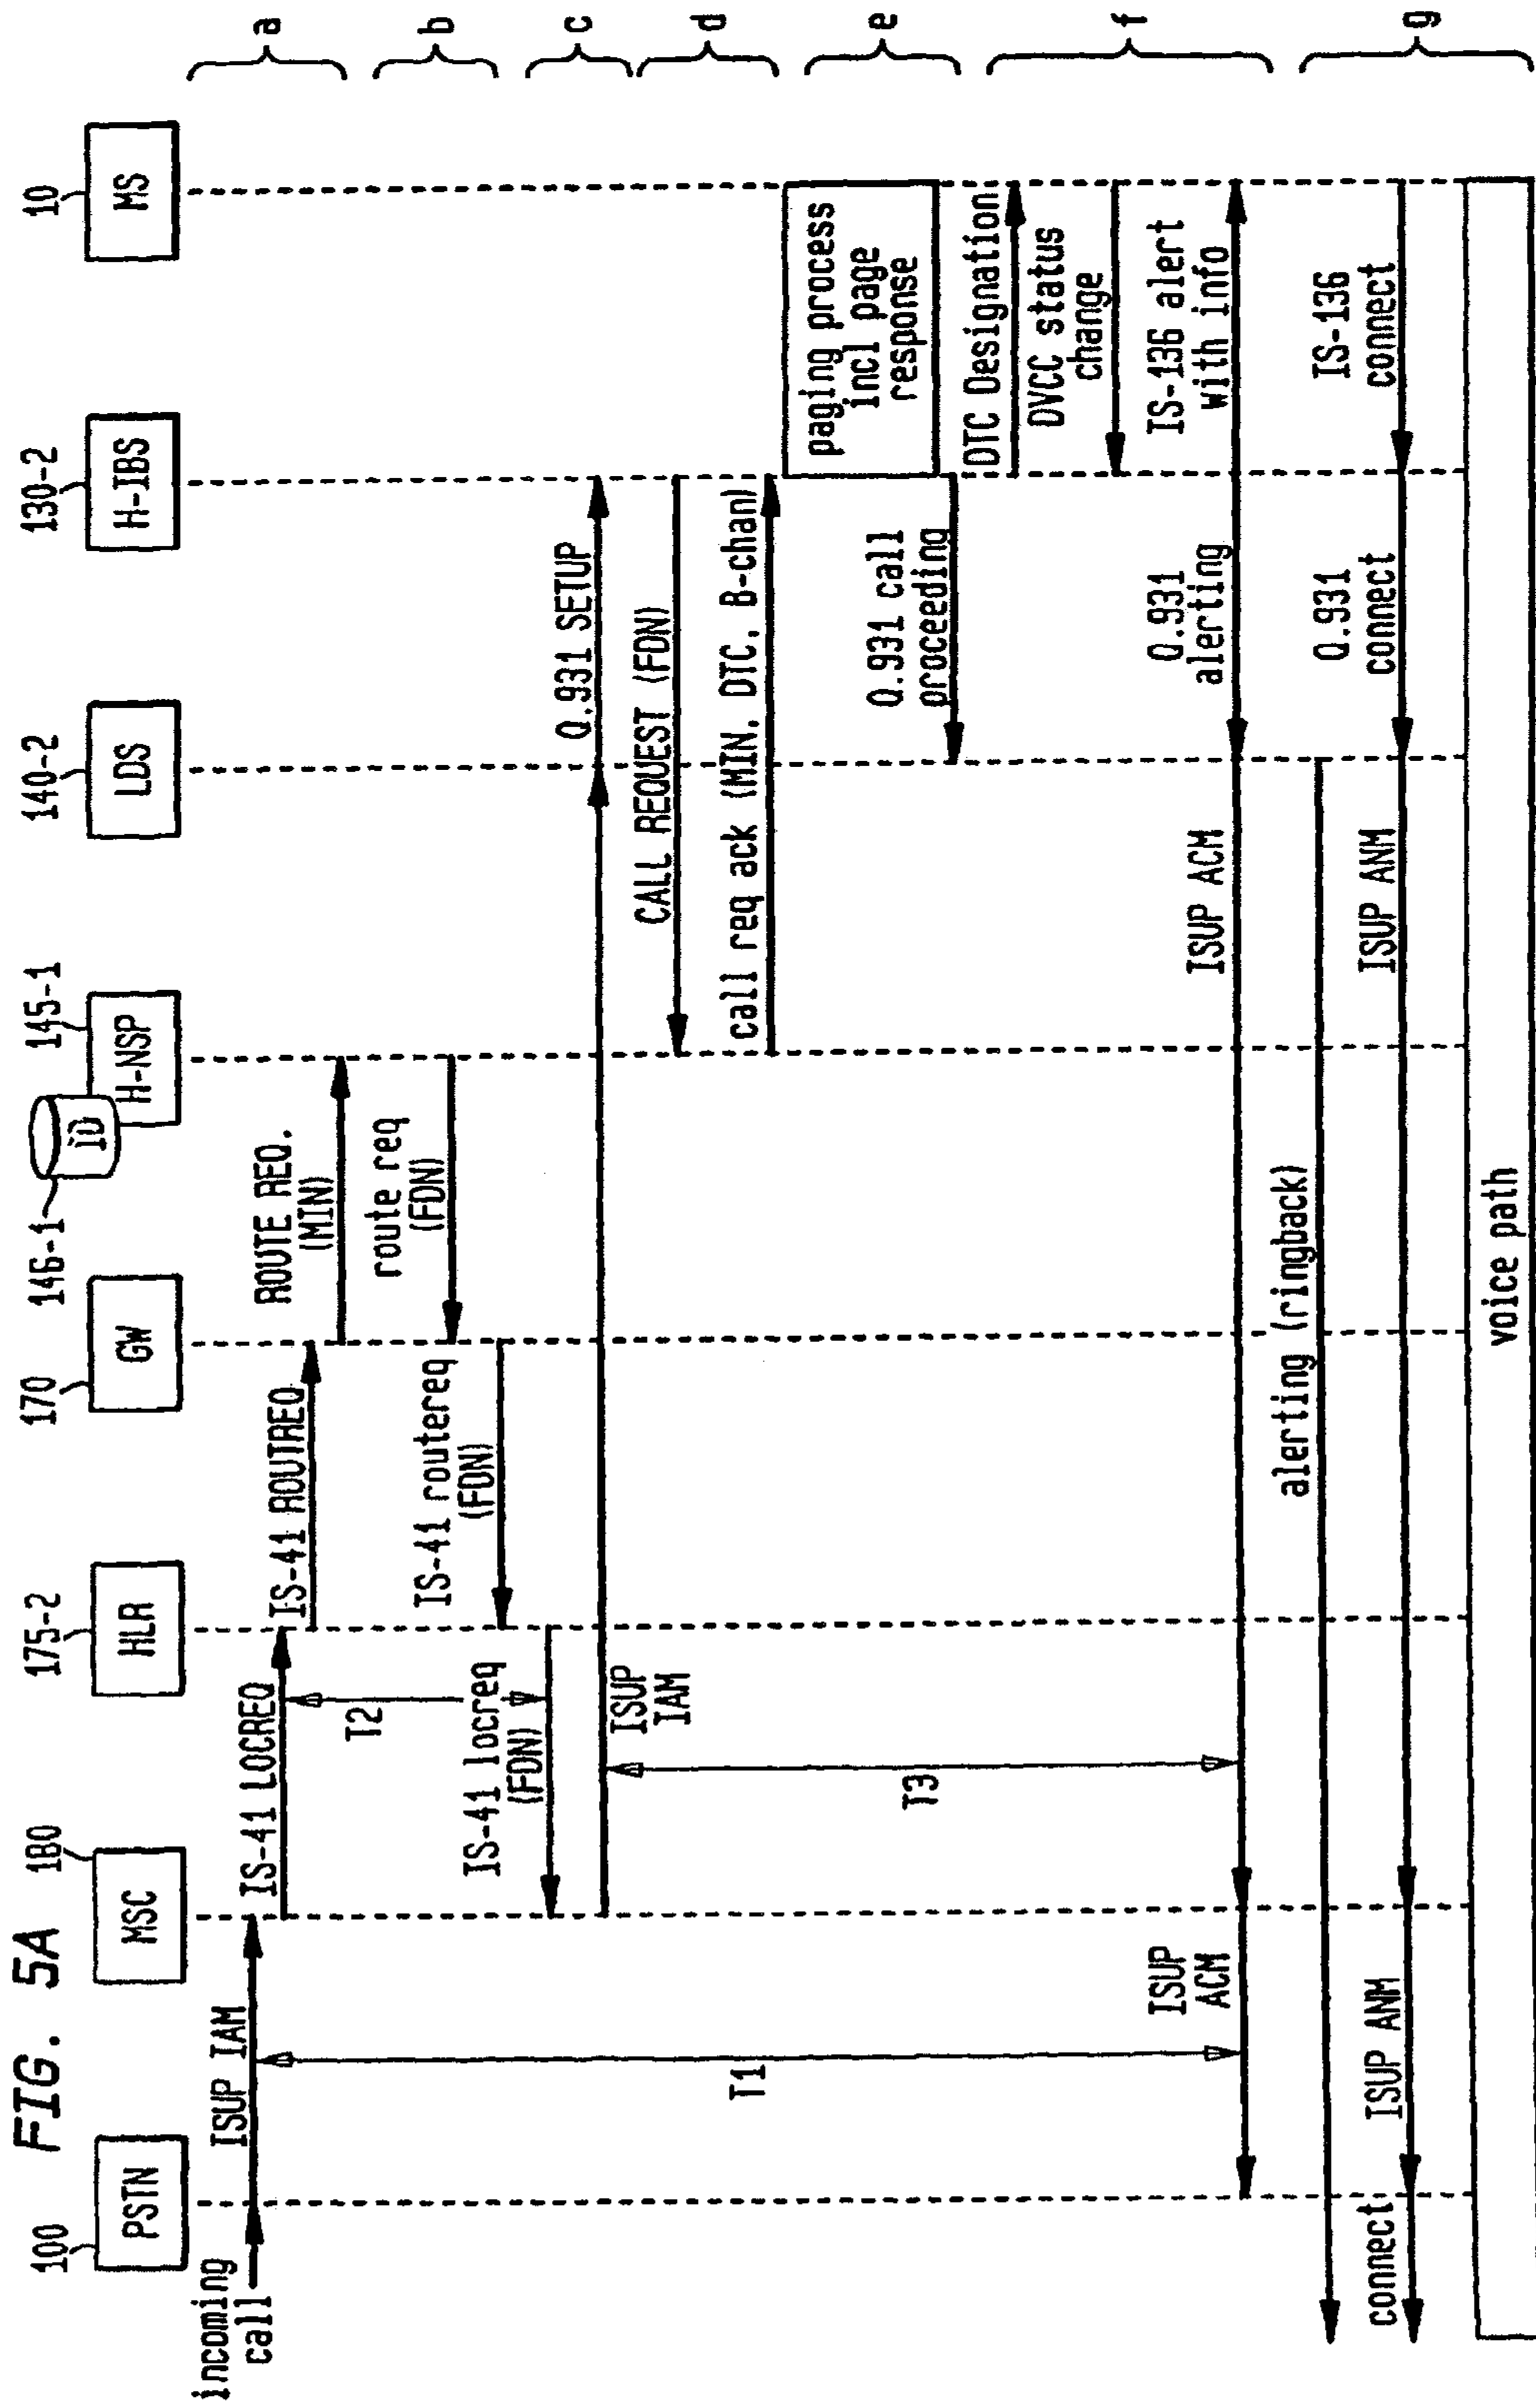 FIG. 5A
100
180
175-2
170
146-1
145-1
140-2
130-2
10
PSTN
MSC
HLR
GW
ID
H-NSP
LDS
H-IBS
MS
incoming
call
ISUP IAM
IS-41 LOCREQ
IS-41 ROUTREQ
ROUTE REQ.
(MIN)
a
route req
(FDN)
IS-41 routereq
(FDN)
T2
IS-41 locreq
(FDN)
b
ISUP
IAM
Q.931 SETUP
c
CALL REQUEST (FDN)
call req ack (MIN, DTC, B-chan)
d
paging process
incl page
response
Q.931 call
proceeding
e
T1
T3
DTC Designation
DVCC status
change
ISUP
ACM
ISUP ACM
Q.931
alerting
IS-136 alert
with info
f
alerting (ringback)
connect
ISUP ANM
ISUP ANM
Q.931
connect
IS-136
connect
g
voice path